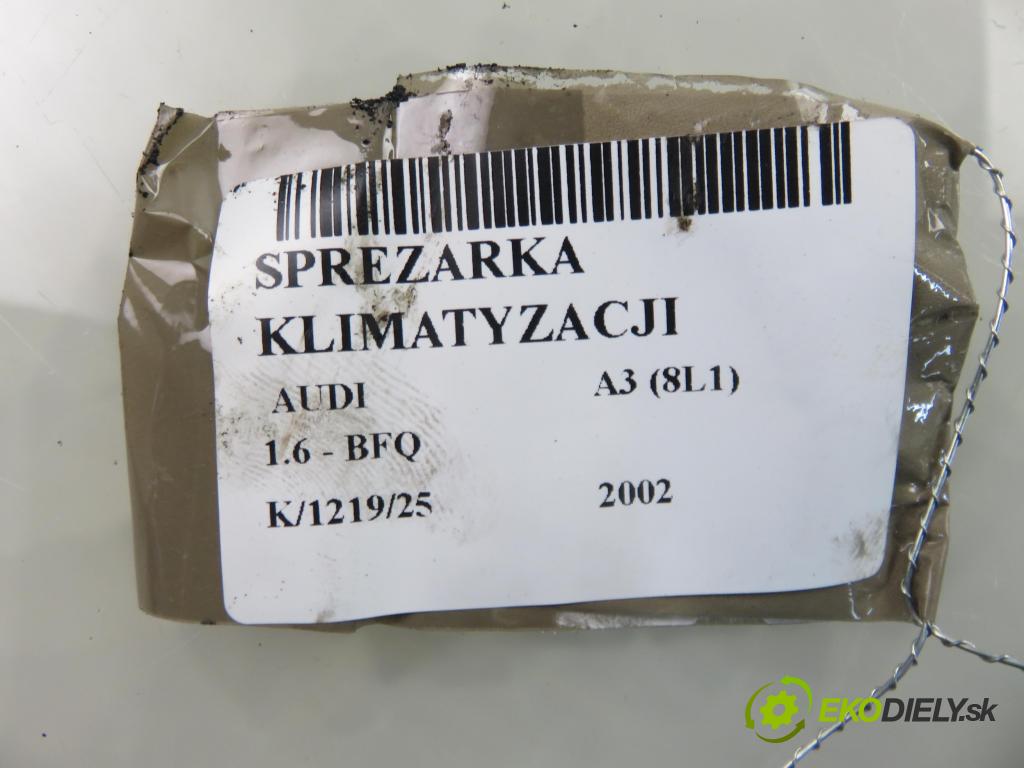 SPREZARKA
KLIMATYZACJI
AUDI A3 (8L1)
1.6 - BFQ
K/1219/25 2002
EKODIELY.sk